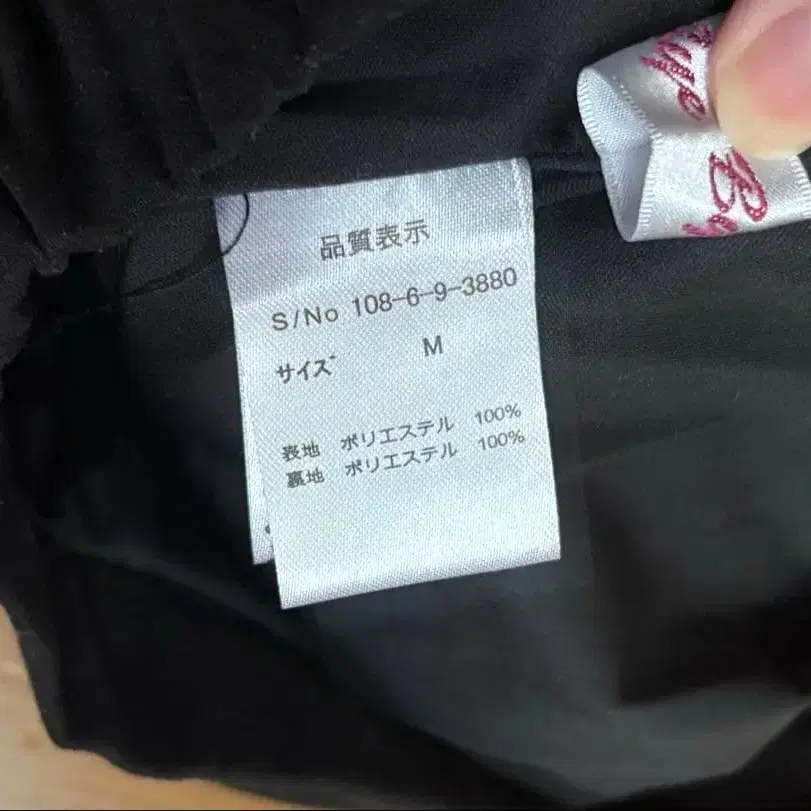 品質表示
S/No 108-6-9-3880
サイズ M
表地 ポリエステル 100%
裏地 ポリエステル 100%